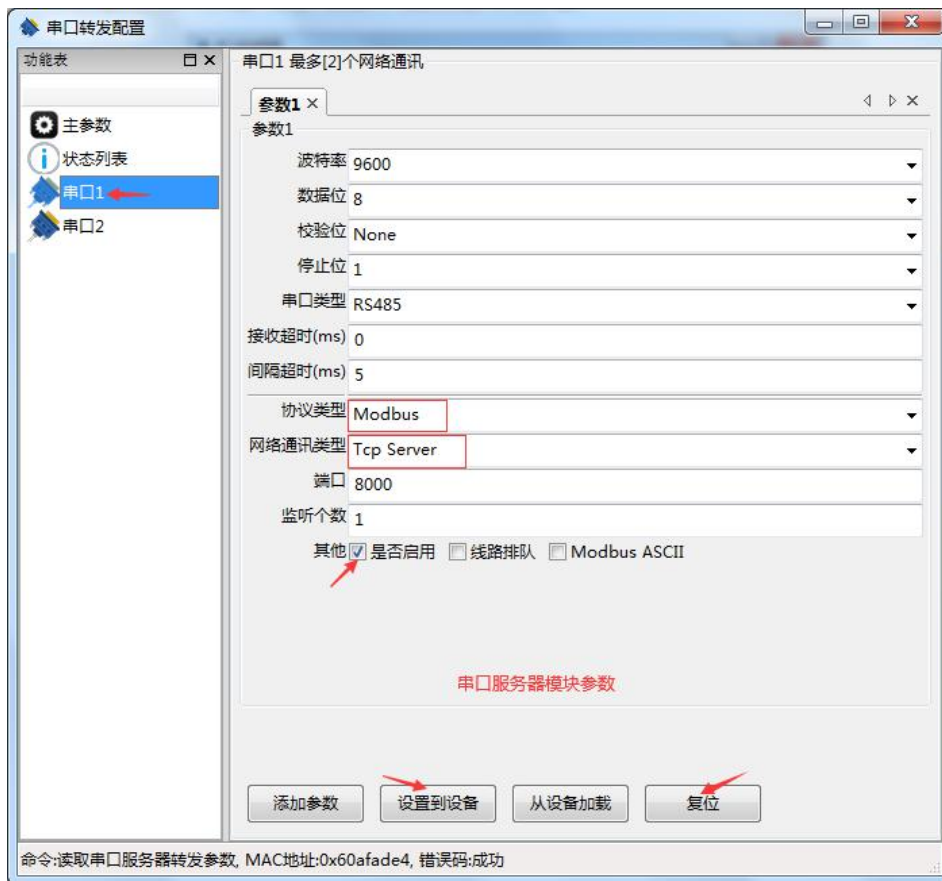 串口转发配置
功能表
串口1 最多[2]个网络通讯
参数1
主参数
状态列表
串口1
串口2
参数1
波特率 9600
数据位 8
校验位 None
停止位 1
串口类型 RS485
接收超时(ms) 0
间隔超时(ms) 5
协议类型 Modbus
网络通讯类型 Tcp Server
端口 8000
监听个数 1
其他 是否启用 线路排队 Modbus ASCII
串口服务器模块参数
添加参数 设置到设备 从设备加载 复位
命令:读取串口服务器转发参数, MAC地址:0x60afade4, 错误码:成功